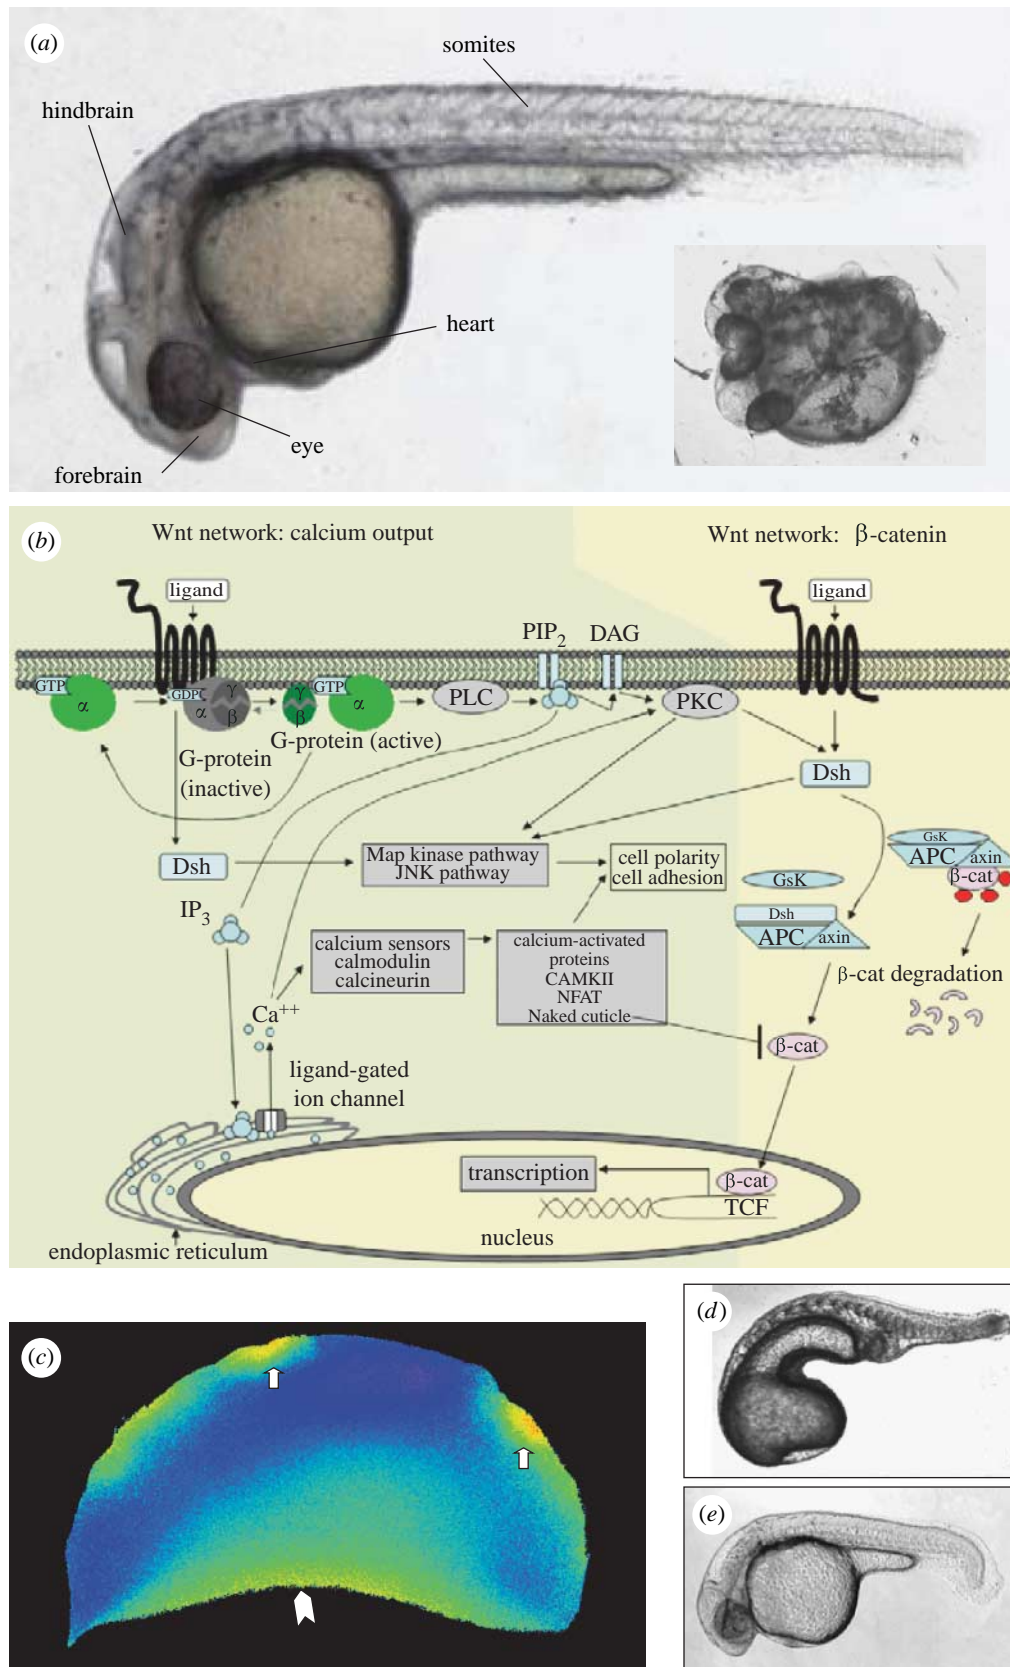 (a)
somites
hindbrain
heart
eye
forebrain
(b)
Wnt network: calcium output
Wnt network: β-catenin
ligand
ligand
PIP2
DAG
GTP
α
GDP
α
γ
β
γ
β
GTP
α
PLC
PKC
G-protein (active)
G-protein
(inactive)
Dsh
Dsh
Map kinase pathway
JNK pathway
cell polarity
cell adhesion
GsK
GsK
APC
axin
β-cat
Dsh
APC
axin
IP3
calcium sensors
calmodulin
calcineurin
calcium-activated
proteins
CAMKII
NFAT
Naked cuticle
β-cat degradation
Ca++
β-cat
ligand-gated
ion channel
transcription
β-cat
TCF
nucleus
endoplasmic reticulum
(c)
(d)
(e)